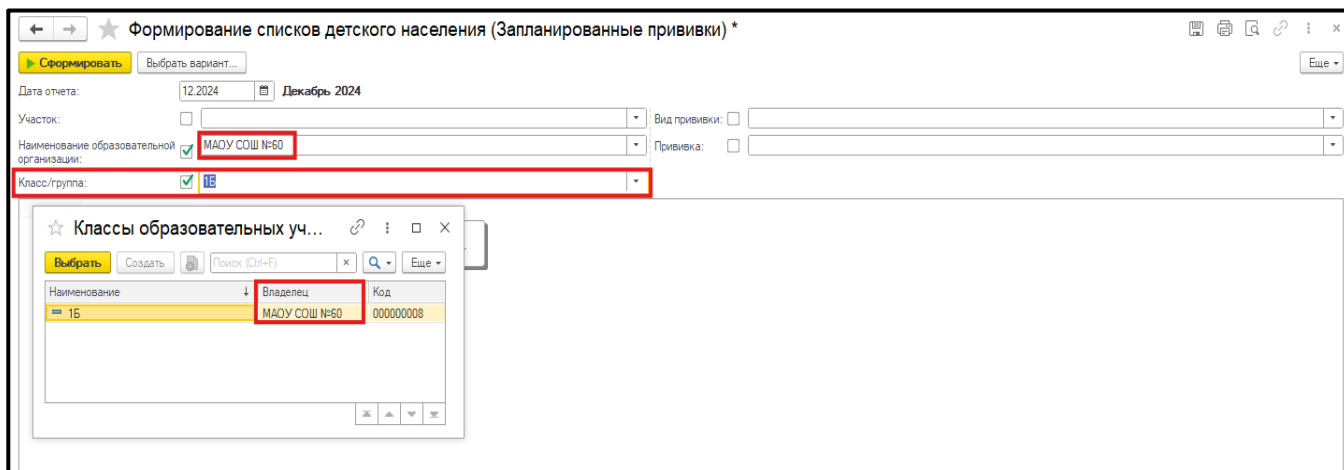 Формирование списков детского населения (Запланированные прививки) *
Сформировать Выбрать вариант... Еще
Дата отчета: 12.2024 Декабрь 2024
Участок: Вид прививки:
Наименование образовательной организации: МАОУ СОШ №60 Прививка:
Класс/группа: 1Б
Классы образовательных уч...
Выбрать Создать Поиск (Ctrl+F) Еще
Наименование Владелец Код
1Б МАОУ СОШ №60 000000008